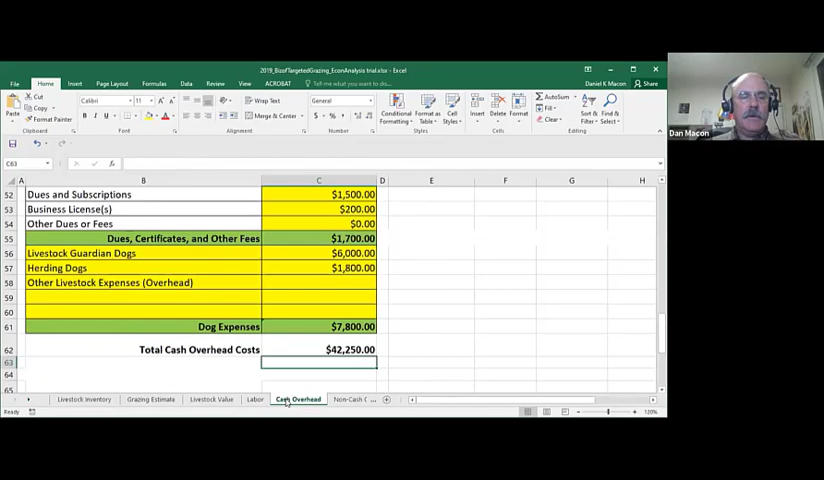 2019_BizofTargetedGrazing_EconAnalysis trial.xlsx - Excel
File Home Insert Page Layout Formulas Data Review View ACROBAT Tell me what you want to do... Daniel K Macon Share
Cut
Copy
Format Painter
Paste
Clipboard
Calibri 11
B I U
Font
Wrap Text
Merge & Center
Alignment
General
$ % ,
Number
Conditional Formatting
Format as Table
Cell Styles
Styles
Insert Delete Format
Cells
AutoSum
Fill
Clear
Sort & Filter
Find & Select
Editing
C63 fx
A B C D E F G H
52 Dues and Subscriptions $1,500.00
53 Business License(s) $200.00
54 Other Dues or Fees $0.00
55 Dues, Certificates, and Other Fees $1,700.00
56 Livestock Guardian Dogs $6,000.00
57 Herding Dogs $1,800.00
58 Other Livestock Expenses (Overhead)
59
60
61 Dog Expenses $7,800.00
62 Total Cash Overhead Costs $42,250.00
63
64
65
Livestock Inventory Grazing Estimate Livestock Value Labor Cash Overhead Non-Cash C ...
Ready 120%
Dan Macon